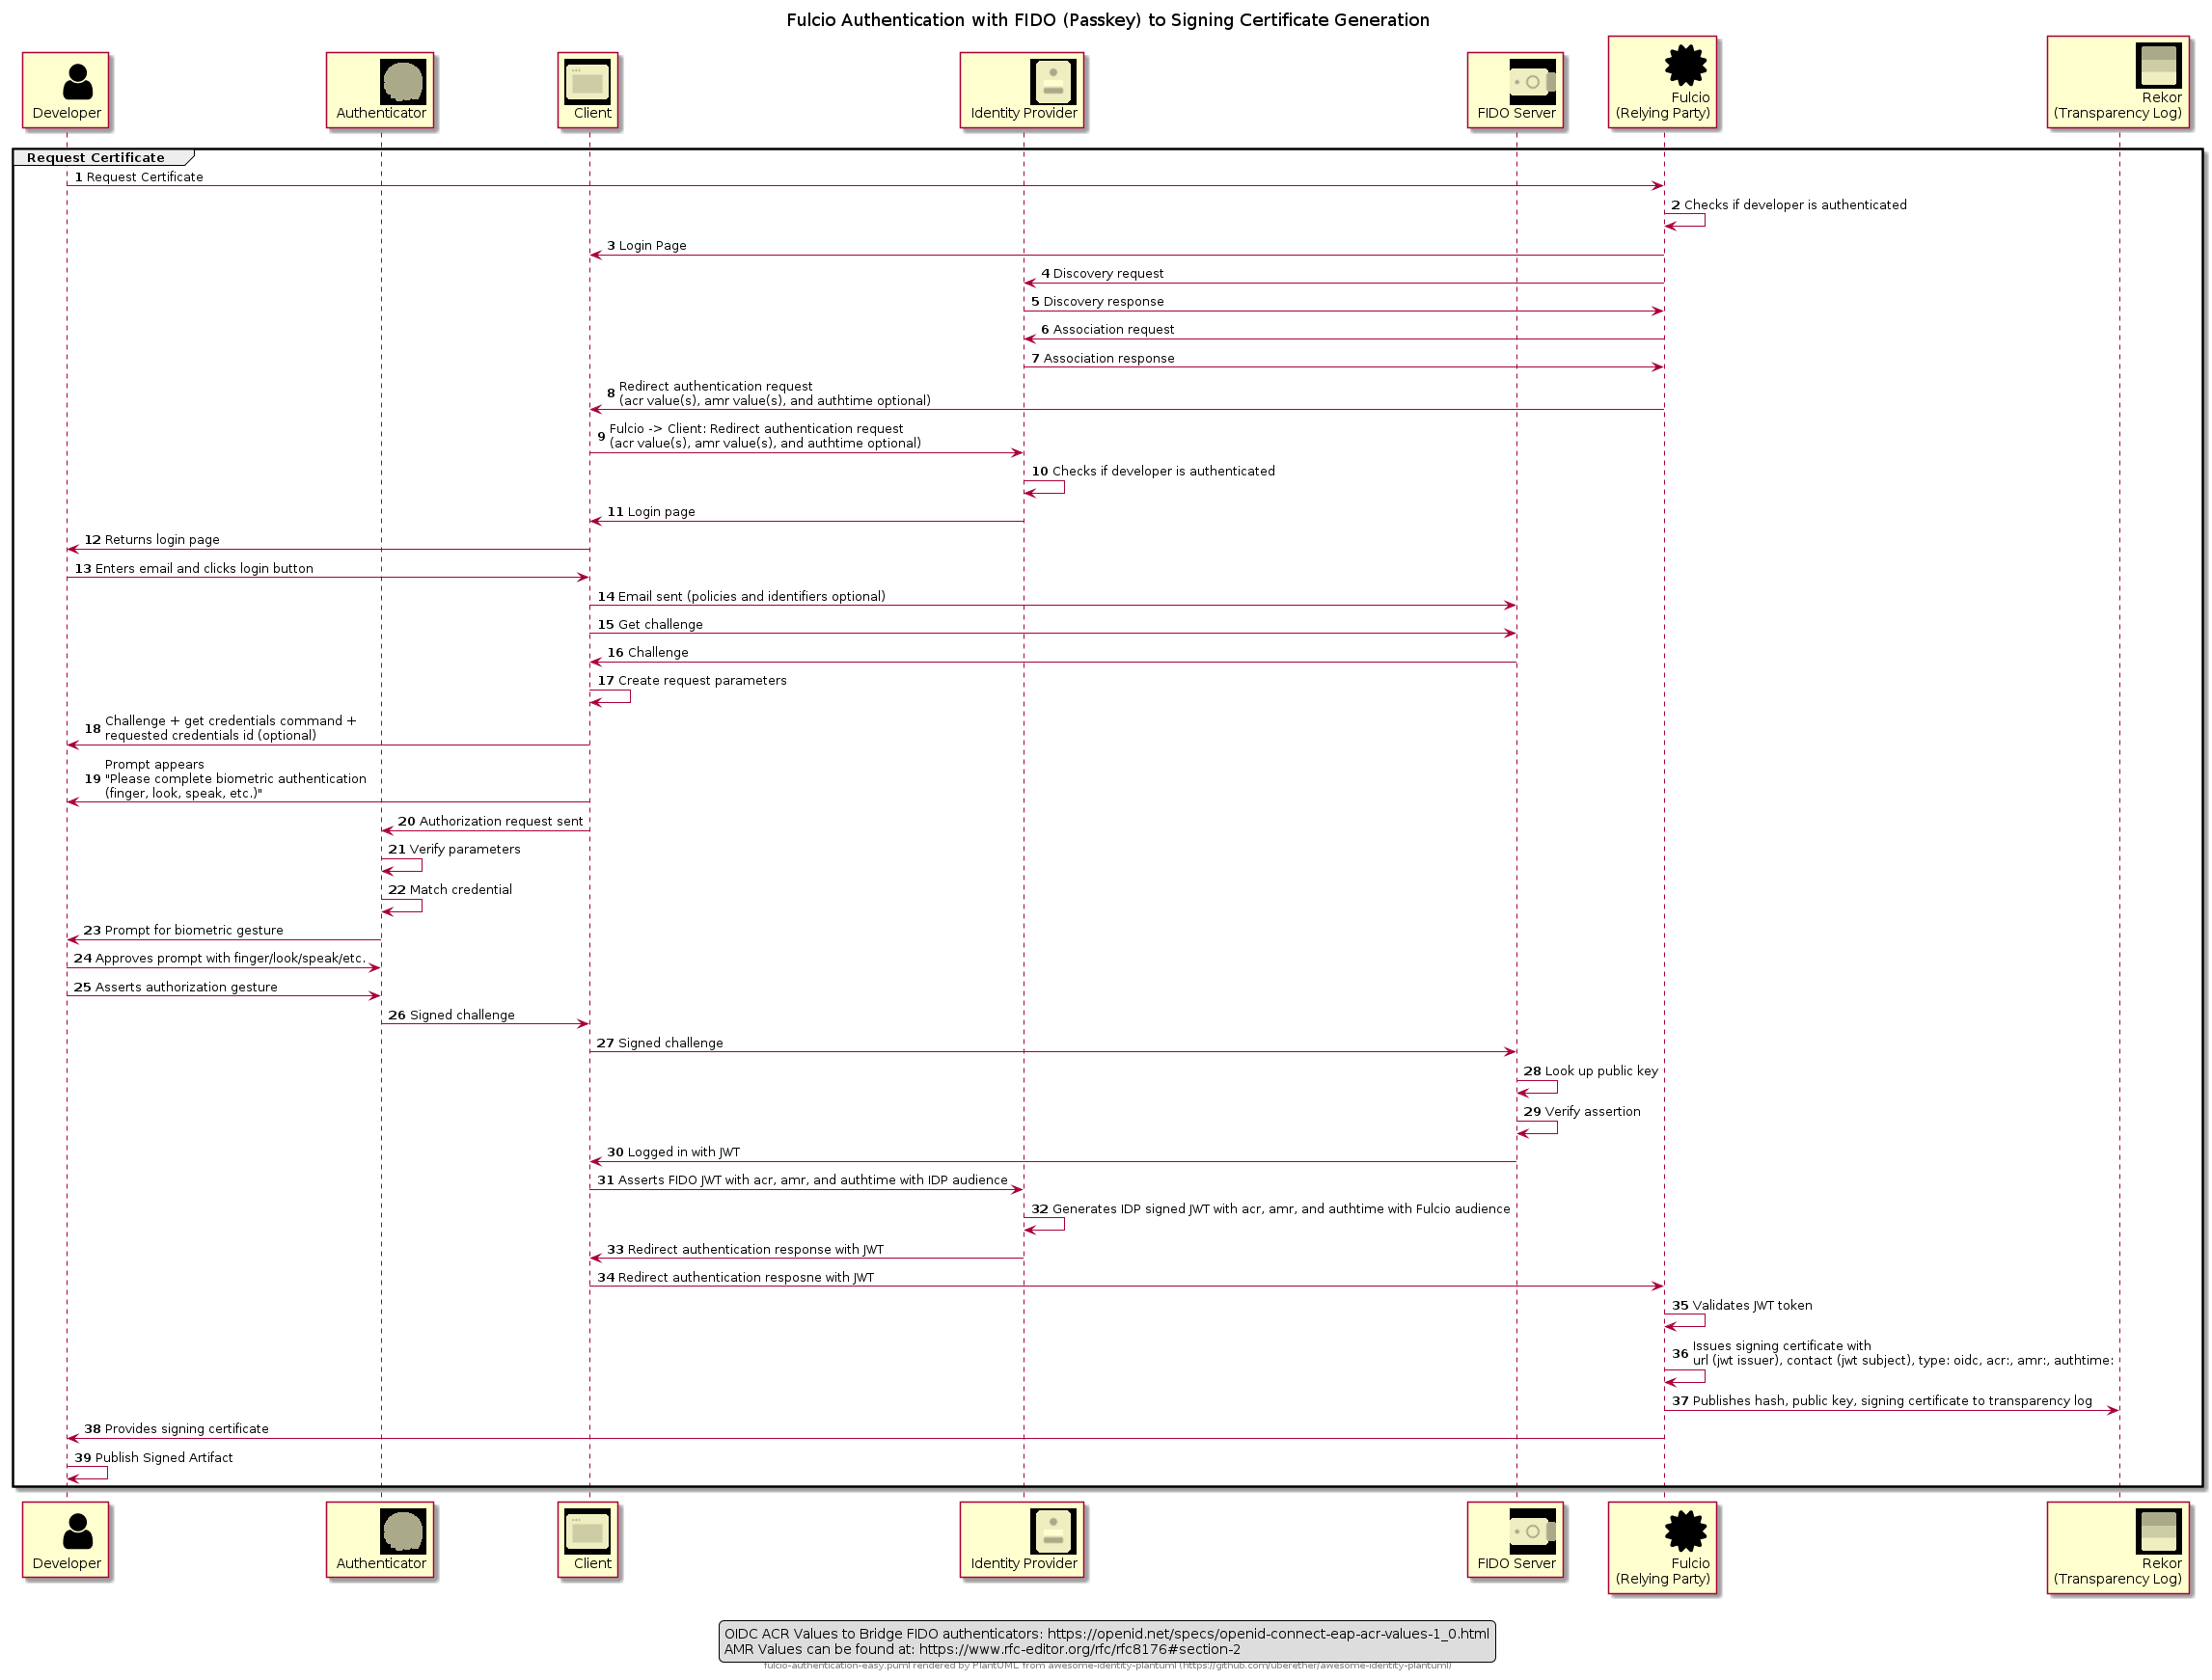 Fulcio Authentication with FIDO (Passkey) to Signing Certificate Generation
Developer
Authenticator
Client
Identity Provider
FIDO Server
Fulcio
(Relying Party)
Rekor
(Transparency Log)
Request Certificate
1 Request Certificate
2 Checks if developer is authenticated
3 Login Page
4 Discovery request
5 Discovery response
6 Association request
7 Association response
8 Redirect authentication request
(acr value(s), amr value(s), and authtime optional)
9 Fulcio -> Client: Redirect authentication request
(acr value(s), amr value(s), and authtime optional)
10 Checks if developer is authenticated
11 Login page
12 Returns login page
13 Enters email and clicks login button
14 Email sent (policies and identifiers optional)
15 Get challenge
16 Challenge
17 Create request parameters
18 Challenge + get credentials command +
requested credentials id (optional)
Prompt appears
19 "Please complete biometric authentication
(finger, look, speak, etc.)"
20 Authorization request sent
21 Verify parameters
22 Match credential
23 Prompt for biometric gesture
24 Approves prompt with finger/look/speak/etc.
25 Asserts authorization gesture
26 Signed challenge
27 Signed challenge
28 Look up public key
29 Verify assertion
30 Logged in with JWT
31 Asserts FIDO JWT with acr, amr, and authtime with IDP audience
32 Generates IDP signed JWT with acr, amr, and authtime with Fulcio audience
33 Redirect authentication response with JWT
34 Redirect authentication resposne with JWT
35 Validates JWT token
36 Issues signing certificate with
url (jwt issuer), contact (jwt subject), type: oidc, acr:, amr:, authtime:
37 Publishes hash, public key, signing certificate to transparency log
38 Provides signing certificate
39 Publish Signed Artifact
Developer
Authenticator
Client
Identity Provider
FIDO Server
Fulcio
(Relying Party)
Rekor
(Transparency Log)
OIDC ACR Values to Bridge FIDO authenticators: https://openid.net/specs/openid-connect-eap-acr-values-1_0.html
AMR Values can be found at: https://www.rfc-editor.org/rfc/rfc8176#section-2
fulcio-authentication-easy.puml rendered by PlantUML from awesome-identity-plantuml (https://github.com/uberether/awesome-identity-plantuml)